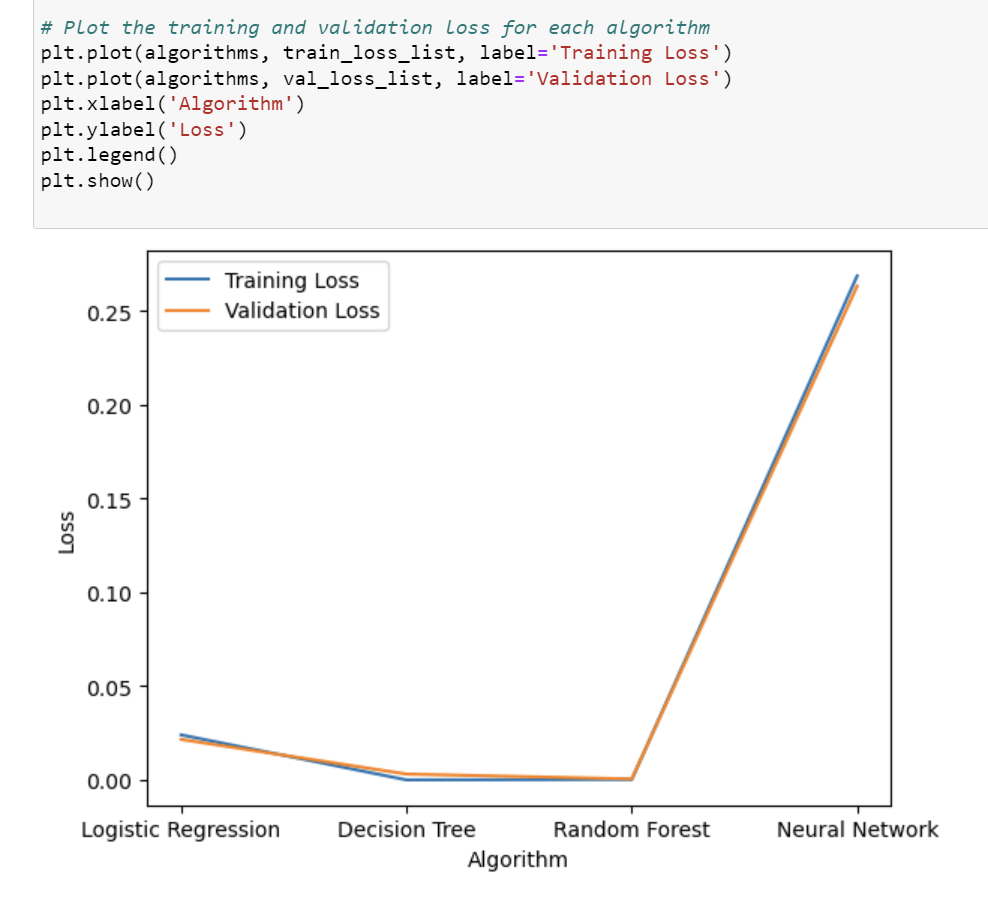 # Plot the training and validation loss for each algorithm
plt.plot(algorithms, train_loss_list, label='Training Loss')
plt.plot(algorithms, val_loss_list, label='Validation Loss')
plt.xlabel('Algorithm')
plt.ylabel('Loss')
plt.legend()
plt.show()
Training Loss
Validation Loss
0.25
0.20
0.15
0.10
0.05
0.00
Loss
Logistic Regression Decision Tree Random Forest Neural Network
Algorithm